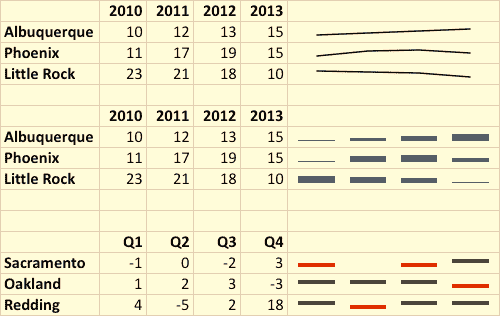 2010 2011 2012 2013
Albuquerque 10 12 13 15
Phoenix 11 17 19 15
Little Rock 23 21 18 10
2010 2011 2012 2013
Albuquerque 10 12 13 15
Phoenix 11 17 19 15
Little Rock 23 21 18 10
Q1 Q2 Q3 Q4
Sacramento -1 0 -2 3
Oakland 1 2 3 -3
Redding 4 -5 2 18